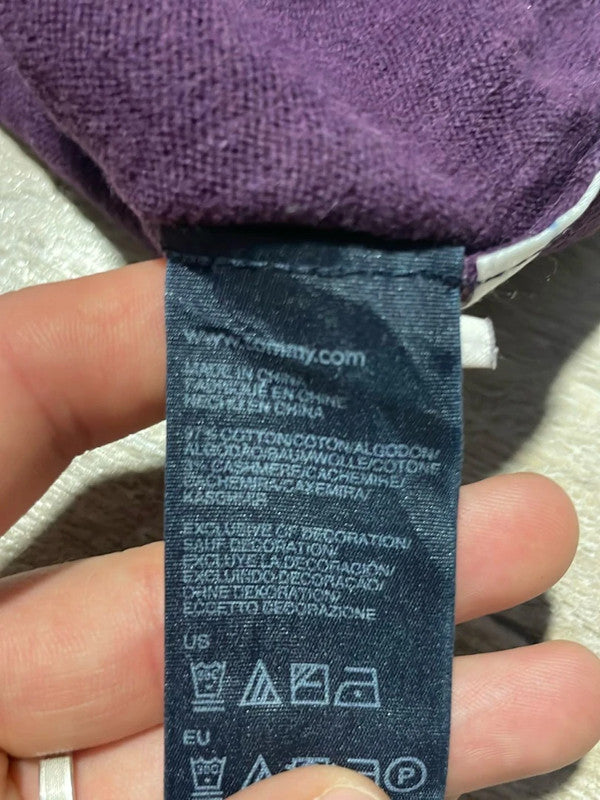 www.tommy.com
MADE IN CHINA
FABRIQUÉ EN CHINE
HECHO EN CHINA
97% COTTON/COTON/ALGODON/
ALGODÃO/BAUMWOLLE/COTONE
3% CASHMERE/CACHEMIRE/
CACHEMIRA/CAXEMIRA/
KASCHMIR
EXCLUSIVE OF DECORATION/
SAUF DECORATION/
EXCLUYE LA DECORACIÓN/
EXCLUINDO DECORAÇÃO/
OHNE DEKORATION/
ECCETTO DECORAZIONE
US
EU
P